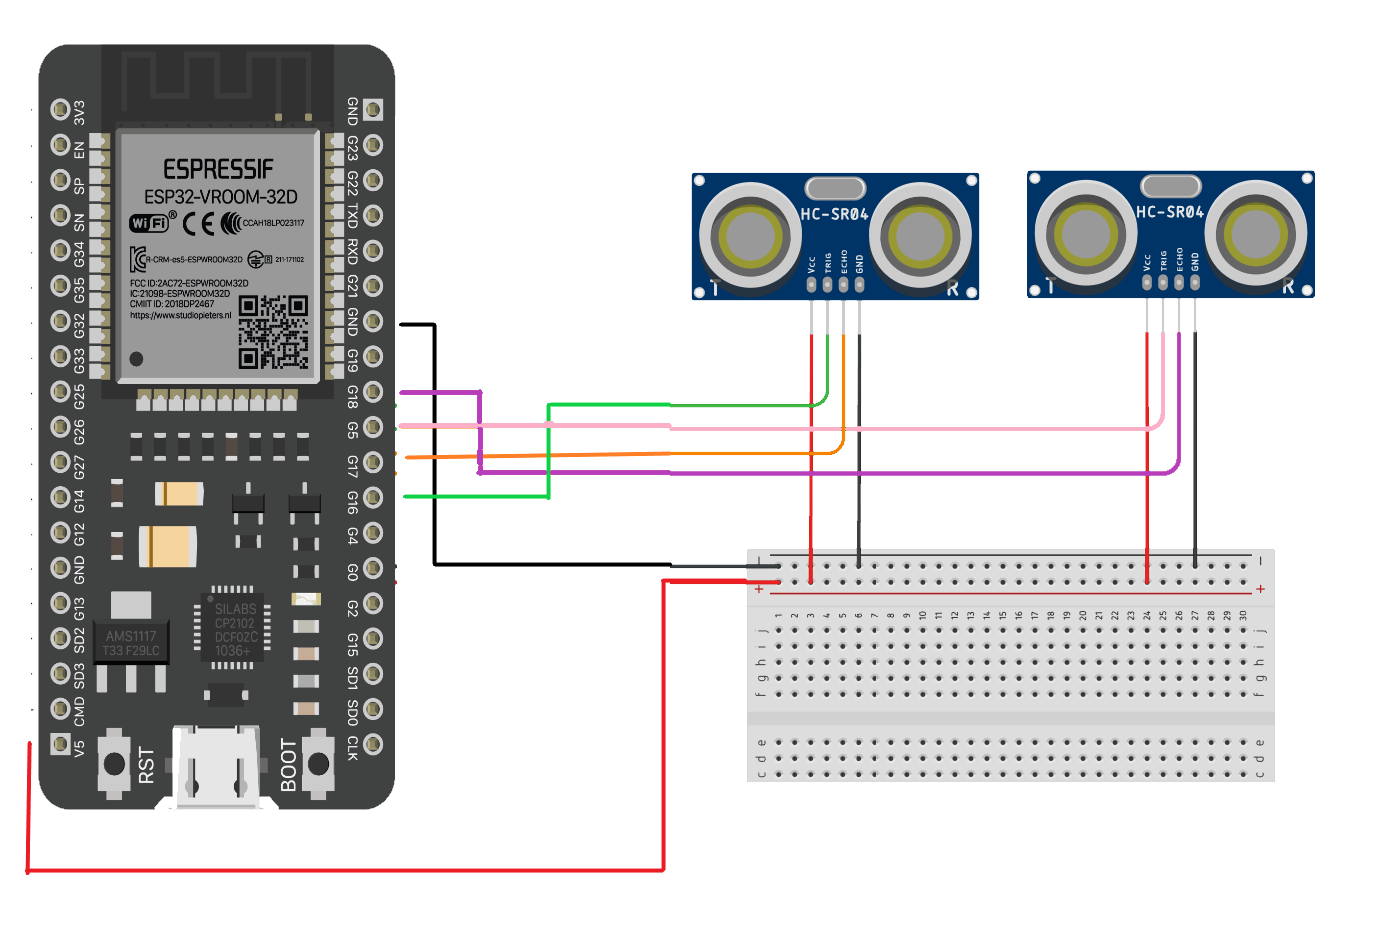 3V3
EN
SP
SN
G34
G35
G32
G33
G25
G26
G27
G14
G12
GND
G13
SD2
SD3
CMD
V5
GND
G23
G22
TXD
RXD
G21
GND
G19
G18
G5
G17
G16
G4
G0
G2
G15
SD1
SD0
CLK
ESPRESSIF
ESP32-VROOM-32D
WiFi ® CE CCAH18LP023117
R-CRM-es5-ESPWROOM32D R 211-171102
FCC ID:2AC72-ESPWROOM32D
IC:21098-ESPWROOM32D
CMIIT ID: 2018DP2467
https://www.studiopieters.nl
AMS1117
T33 F29LC
SILABS
CP2102
DCF0ZC
1036+
RST
BOOT
HC-SR04
Vcc
TRIG
ECHO
GND
T
R
HC-SR04
Vcc
TRIG
ECHO
GND
T
R
- -
+ +
1 2 3 4 5 6 7 8 9 10 11 12 13 14 15 16 17 18 19 20 21 22 23 24 25 26 27 28 29 30
j j
i i
h h
g g
f f
e e
d d
c c